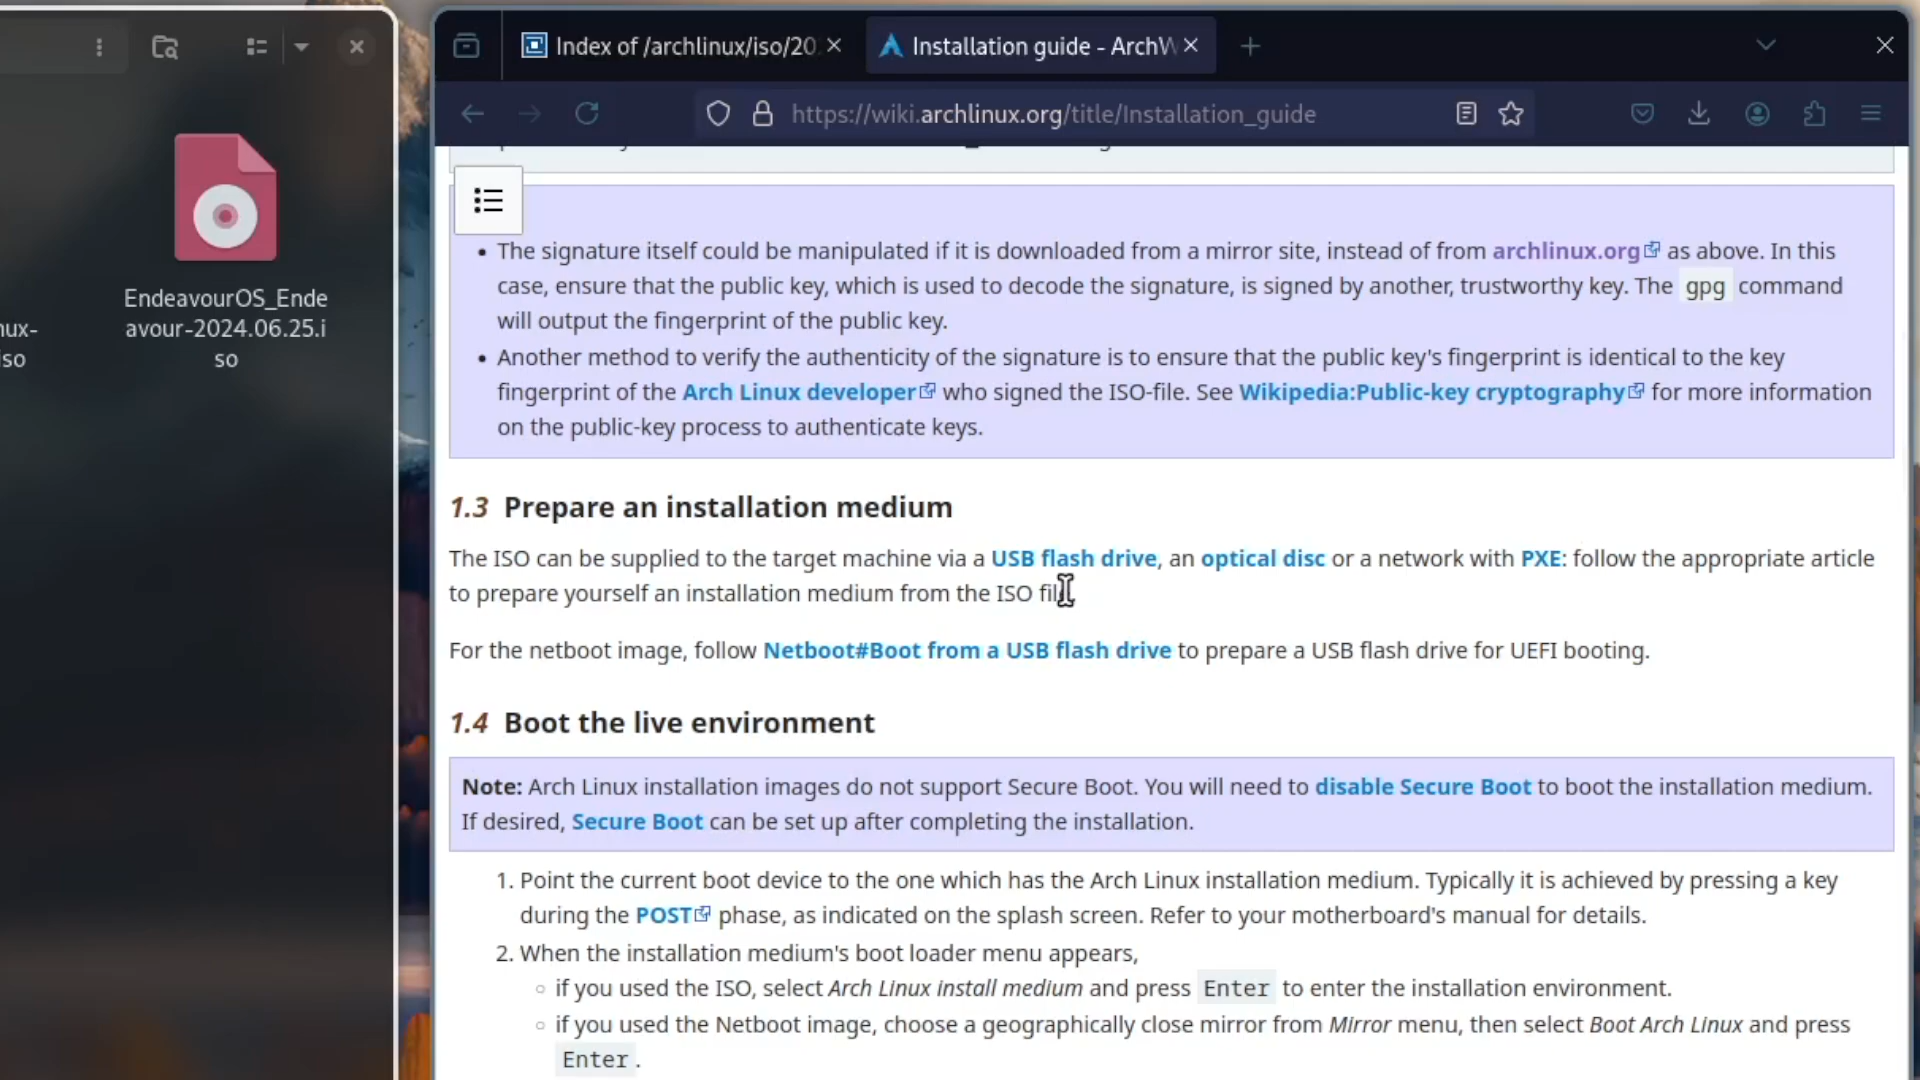 Index of /archlinux/iso/20
Installation guide - ArchW
https://wiki.archlinux.org/title/Installation_guide
nux-
iso
EndeavourOS_Ende
avour-2024.06.25.i
so
• The signature itself could be manipulated if it is downloaded from a mirror site, instead of from archlinux.org as above. In this
case, ensure that the public key, which is used to decode the signature, is signed by another, trustworthy key. The gpg command
will output the fingerprint of the public key.
• Another method to verify the authenticity of the signature is to ensure that the public key's fingerprint is identical to the key
fingerprint of the Arch Linux developer who signed the ISO-file. See Wikipedia:Public-key cryptography for more information
on the public-key process to authenticate keys.
1.3 Prepare an installation medium
The ISO can be supplied to the target machine via a USB flash drive, an optical disc or a network with PXE: follow the appropriate article
to prepare yourself an installation medium from the ISO fil
For the netboot image, follow Netboot#Boot from a USB flash drive to prepare a USB flash drive for UEFI booting.
1.4 Boot the live environment
Note: Arch Linux installation images do not support Secure Boot. You will need to disable Secure Boot to boot the installation medium.
If desired, Secure Boot can be set up after completing the installation.
1. Point the current boot device to the one which has the Arch Linux installation medium. Typically it is achieved by pressing a key
during the POST phase, as indicated on the splash screen. Refer to your motherboard's manual for details.
2. When the installation medium's boot loader menu appears,
◦ if you used the ISO, select Arch Linux install medium and press Enter to enter the installation environment.
◦ if you used the Netboot image, choose a geographically close mirror from Mirror menu, then select Boot Arch Linux and press
Enter.